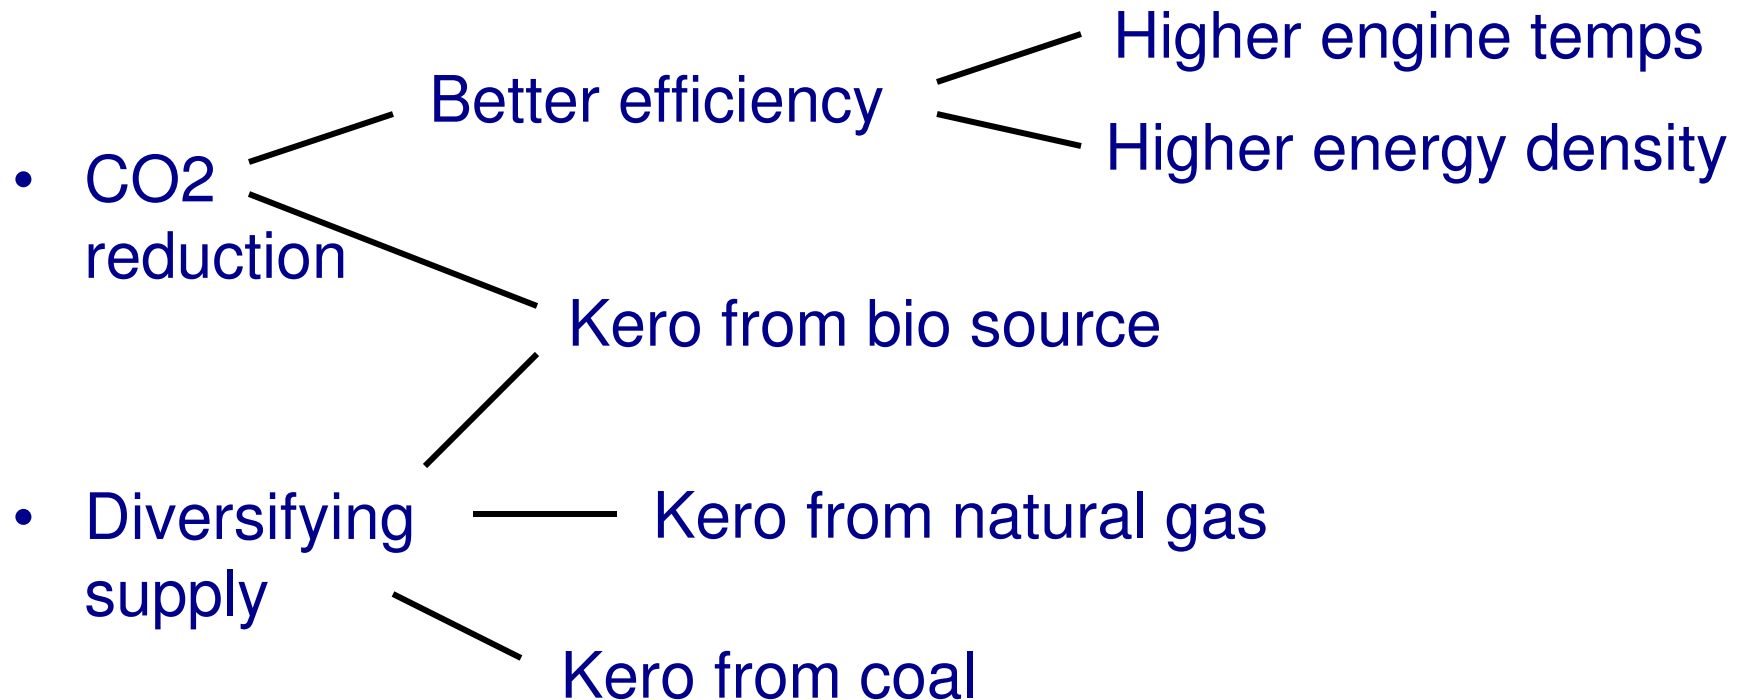 Higher engine temps
Better efficiency
Higher energy density
• CO2
reduction
Kero from bio source
• Diversifying
supply
Kero from natural gas
Kero from coal